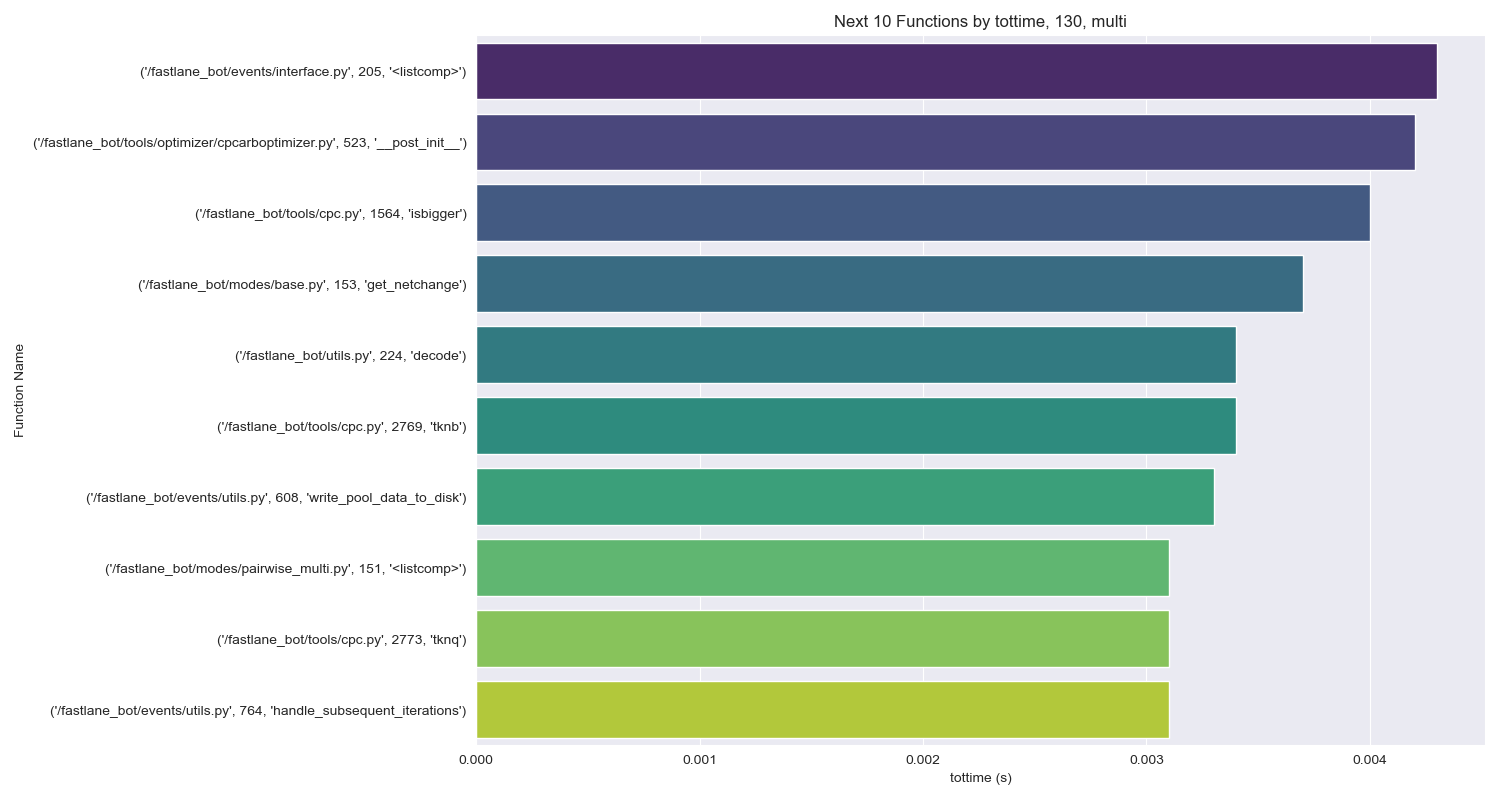 Next 10 Functions by tottime, 130, multi
('/fastlane_bot/events/interface.py', 205, '<listcomp>')
('/fastlane_bot/tools/optimizer/cpcarboptimizer.py', 523, '__post_init__')
('/fastlane_bot/tools/cpc.py', 1564, 'isbigger')
('/fastlane_bot/modes/base.py', 153, 'get_netchange')
('/fastlane_bot/utils.py', 224, 'decode')
('/fastlane_bot/tools/cpc.py', 2769, 'tknb')
('/fastlane_bot/events/utils.py', 608, 'write_pool_data_to_disk')
('/fastlane_bot/modes/pairwise_multi.py', 151, '<listcomp>')
('/fastlane_bot/tools/cpc.py', 2773, 'tknq')
('/fastlane_bot/events/utils.py', 764, 'handle_subsequent_iterations')
Function Name
0.000 0.001 0.002 0.003 0.004
tottime (s)